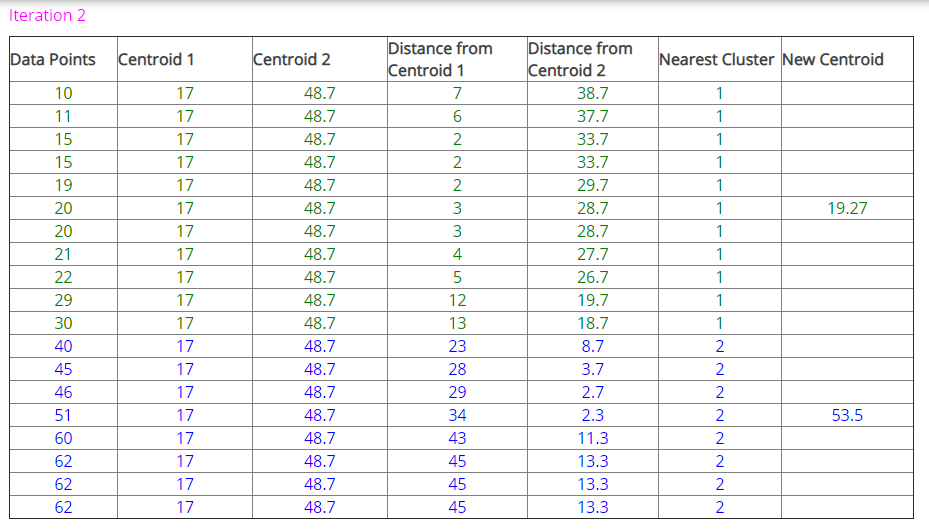 Iteration 2
Data Points Centroid 1 Centroid 2 Distance from Centroid 1 Distance from Centroid 2 Nearest Cluster New Centroid
10 17 48.7 7 38.7 1
11 17 48.7 6 37.7 1
15 17 48.7 2 33.7 1
15 17 48.7 2 33.7 1
19 17 48.7 2 29.7 1
20 17 48.7 3 28.7 1 19.27
20 17 48.7 3 28.7 1
21 17 48.7 4 27.7 1
22 17 48.7 5 26.7 1
29 17 48.7 12 19.7 1
30 17 48.7 13 18.7 1
40 17 48.7 23 8.7 2
45 17 48.7 28 3.7 2
46 17 48.7 29 2.7 2
51 17 48.7 34 2.3 2 53.5
60 17 48.7 43 11.3 2
62 17 48.7 45 13.3 2
62 17 48.7 45 13.3 2
62 17 48.7 45 13.3 2